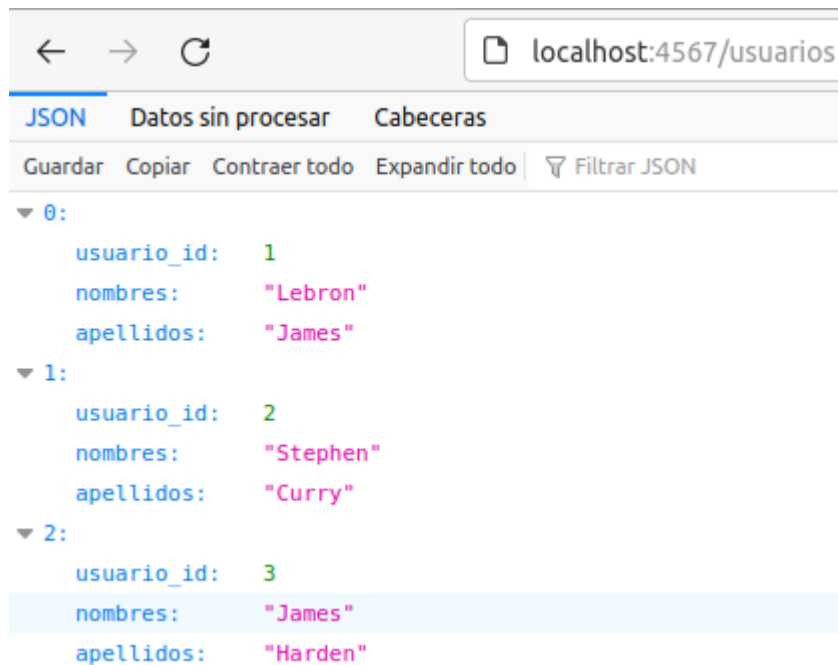 localhost:4567/usuarios
JSON Datos sin procesar Cabeceras
Guardar Copiar Contraer todo Expandir todo Filtrar JSON
0:
usuario_id: 1
nombres: "Lebron"
apellidos: "James"
1:
usuario_id: 2
nombres: "Stephen"
apellidos: "Curry"
2:
usuario_id: 3
nombres: "James"
apellidos: "Harden"